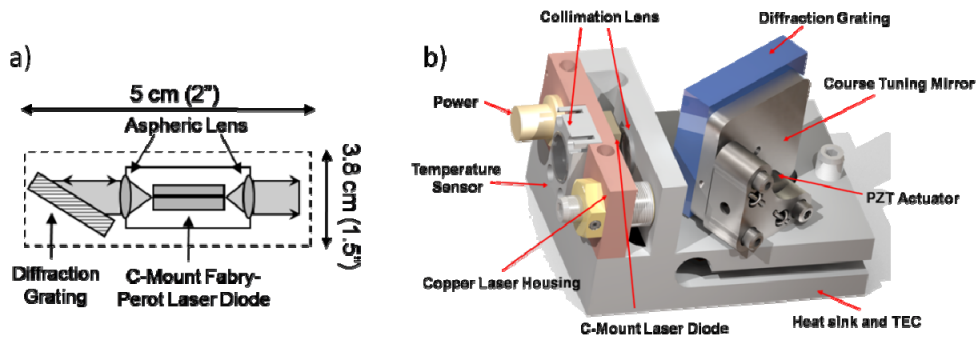 a)
5 cm (2”)
Aspheric Lens
3.8 cm (1.5”)
Diffraction
Grating
C-Mount Fabry-
Perot Laser Diode
b)
Collimation Lens
Diffraction Grating
Power
Course Tuning Mirror
Temperature
Sensor
PZT Actuator
Copper Laser Housing
C-Mount Laser Diode
Heat sink and TEC